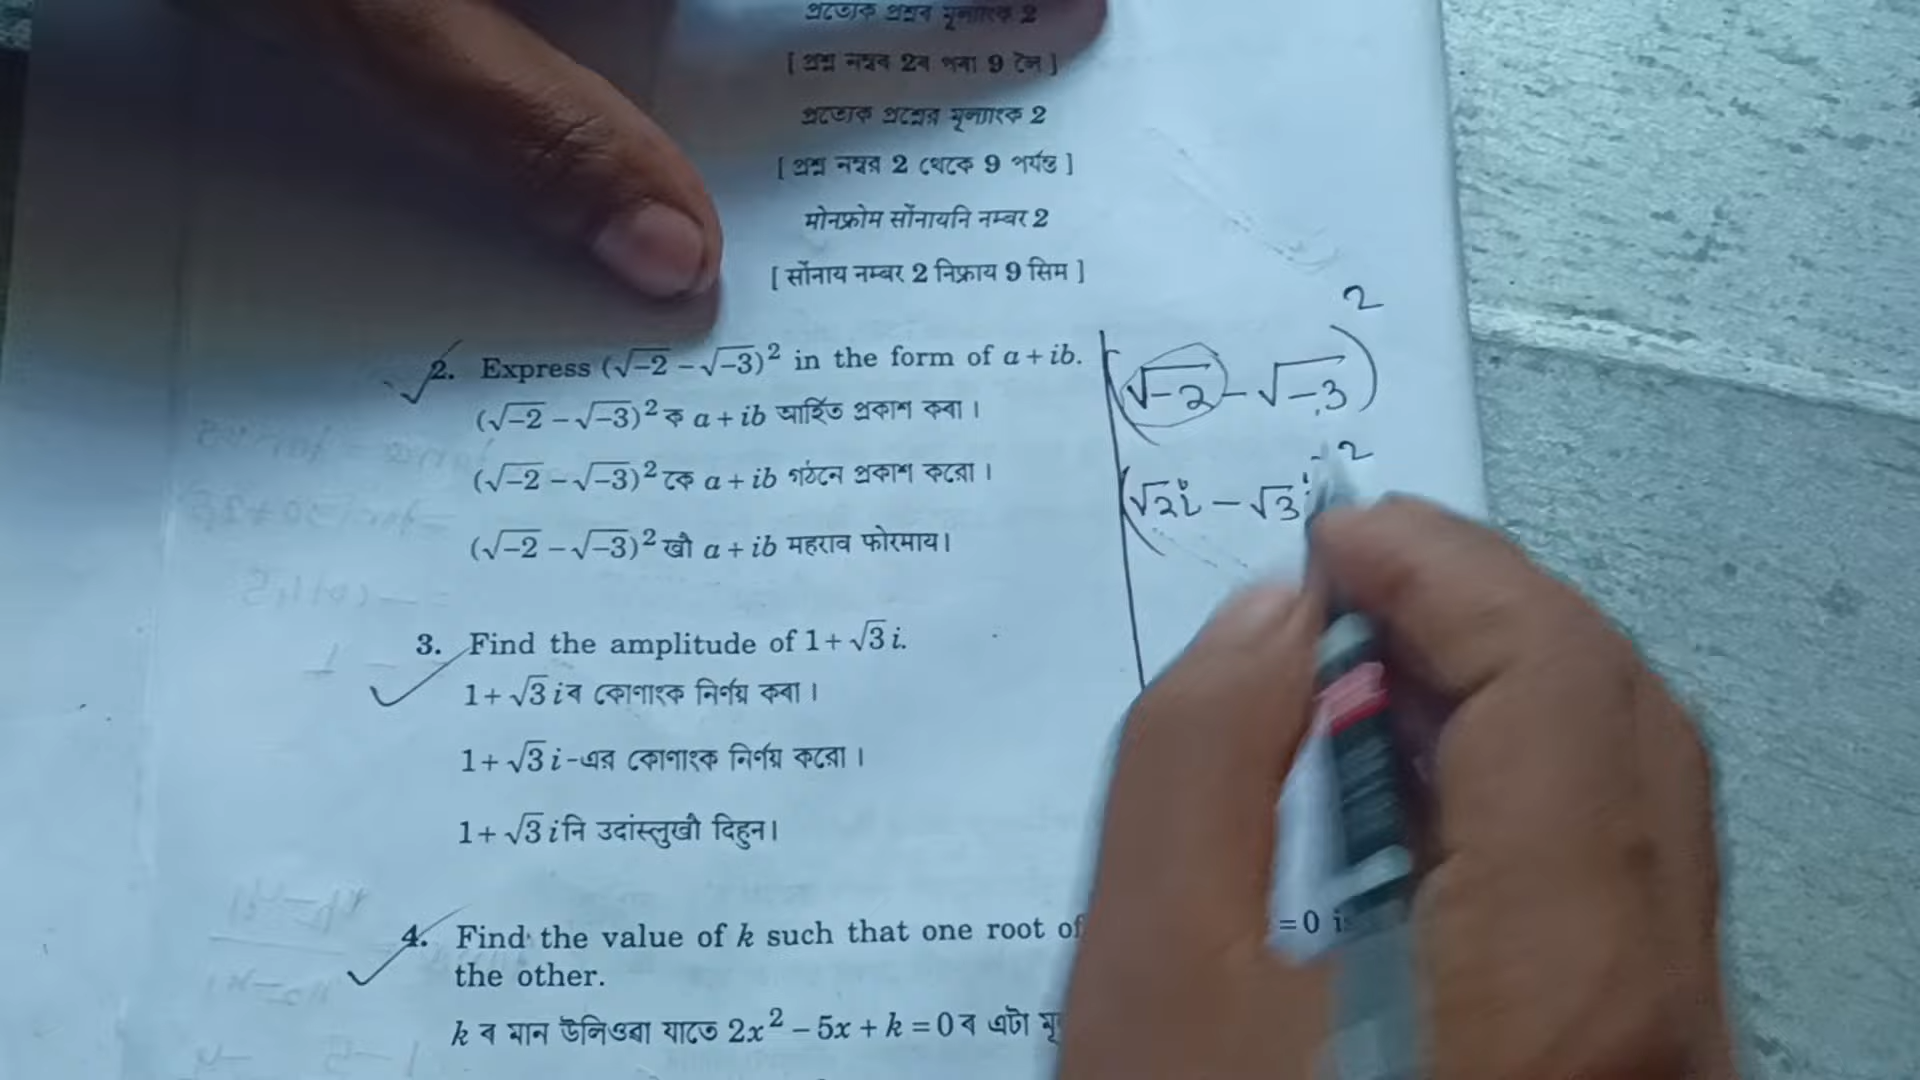 প্ৰত্যেক প্ৰশ্নৰ মূল্যাংক 2
[ প্ৰশ্ন নম্বৰ 2ৰ পৰা 9 লৈ ]
প্রত্যেক প্রশ্নের মূল্যাংক 2
[ প্রশ্ন নম্বর 2 থেকে 9 পর্যন্ত ]
मोनफ्रोम सोंनायनि नम्बर 2
[ सोंनाय नम्बर 2 निफ्राय 9 सिम ]
2. Express (√-2 - √-3)² in the form of a + ib.
(√-2 - √-3)² ক a + ib আৰ্হিত প্ৰকাশ কৰা ।
(√-2 - √-3)² কে a + ib গঠনে প্রকাশ করো ।
(√-2 - √-3)² खौ a + ib महराव फोरमाय।
(√-2 - √-3)²
(√2i - √3i
2
3. Find the amplitude of 1 + √3 i.
1 + √3 iৰ কোণাংক নিৰ্ণয় কৰা ।
1 + √3 i-এর কোণাংক নির্ণয় করো ।
1 + √3 iनि उदांस्लुखौ दिहुन।
4. Find the value of k such that one root of = 0 i
the other.
k ৰ মান উলিওৱা যাতে 2x² - 5x + k = 0 ৰ এটা